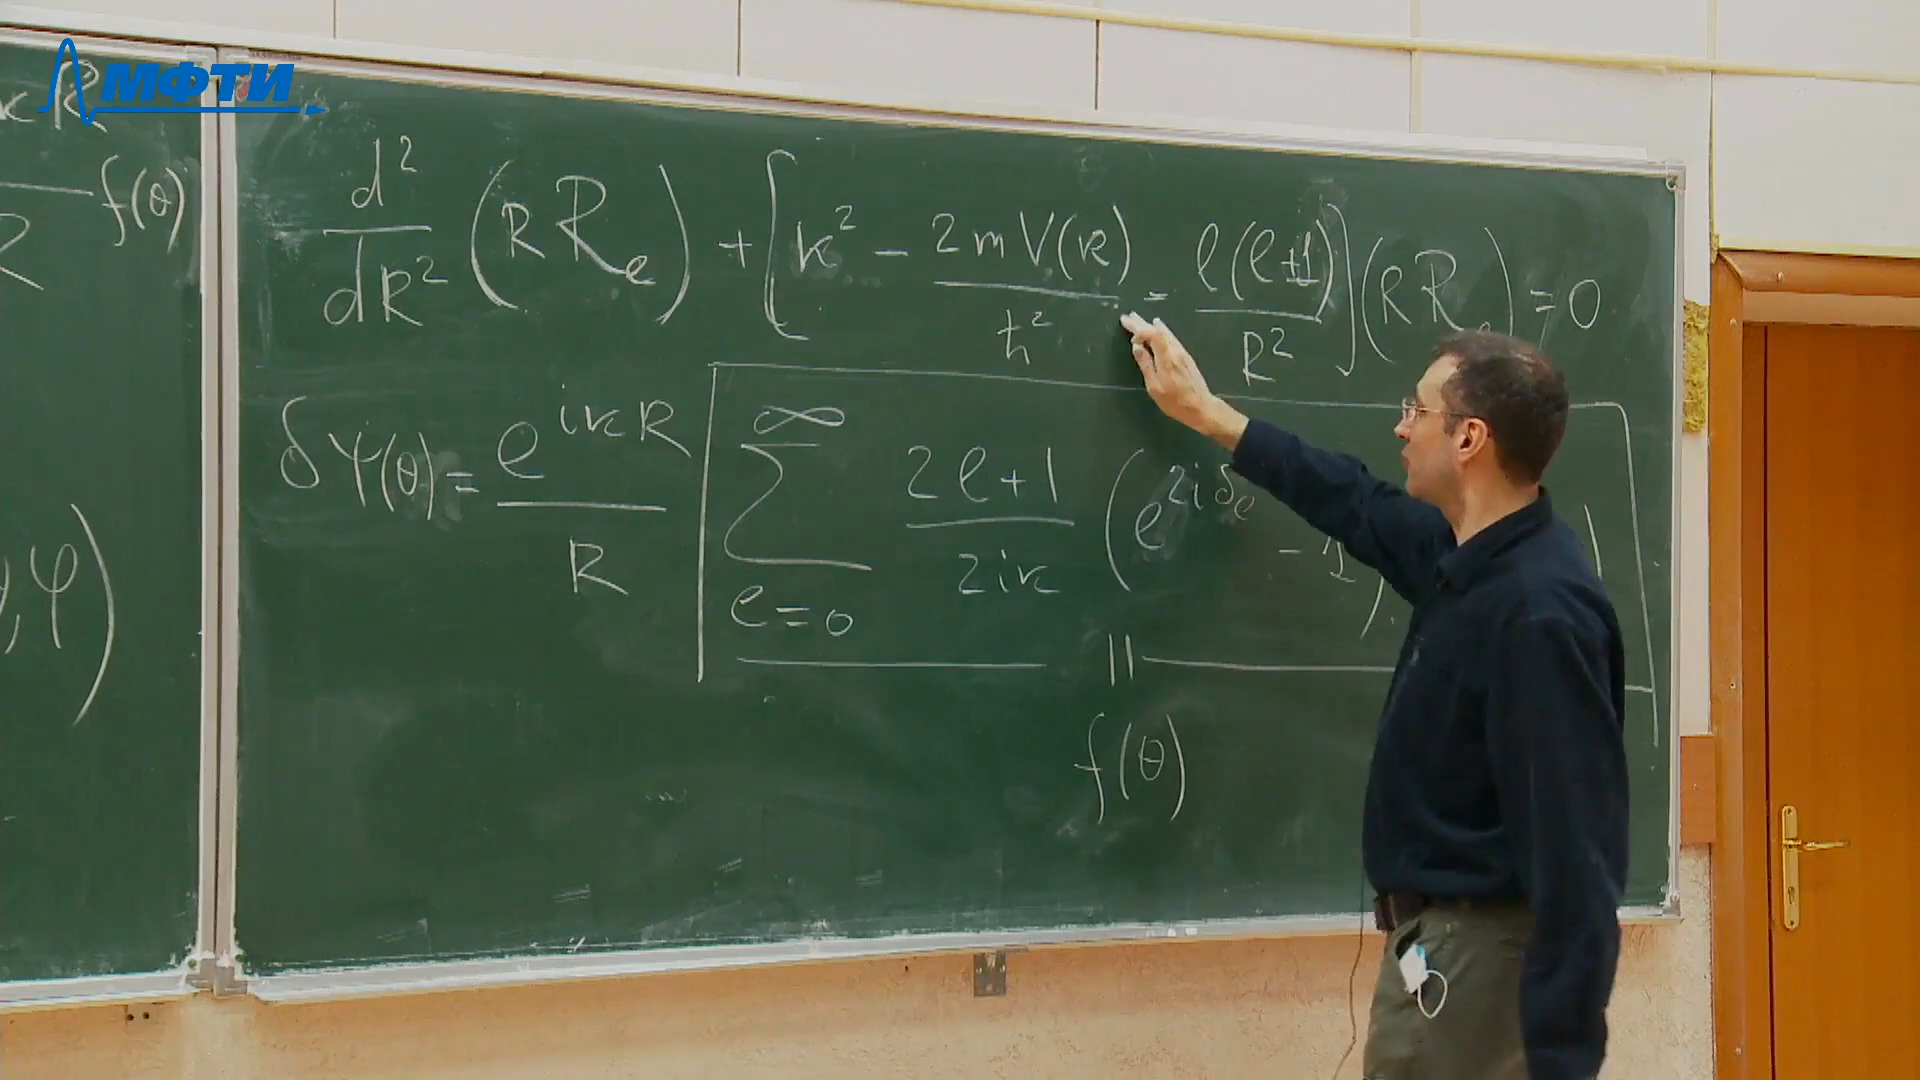 МФТИ
ikR
f(θ)
R
, φ)
d²/dR² (R R_ℓ) + [k² − 2mV(R)/ħ² − ℓ(ℓ+1)/R²](R R_ℓ) = 0
δψ(θ) = e^{ikR}/R [∑_{ℓ=0}^{∞} (2ℓ+1)/2ik (e^{2iδ_ℓ} − 1)
||
f(θ)